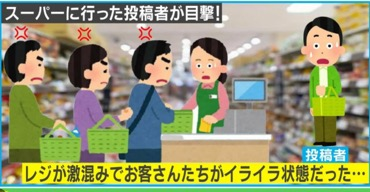 スーパーに行った投稿者が目撃!
投稿者
レジが激混みでお客さんたちがイライラ状態だった…